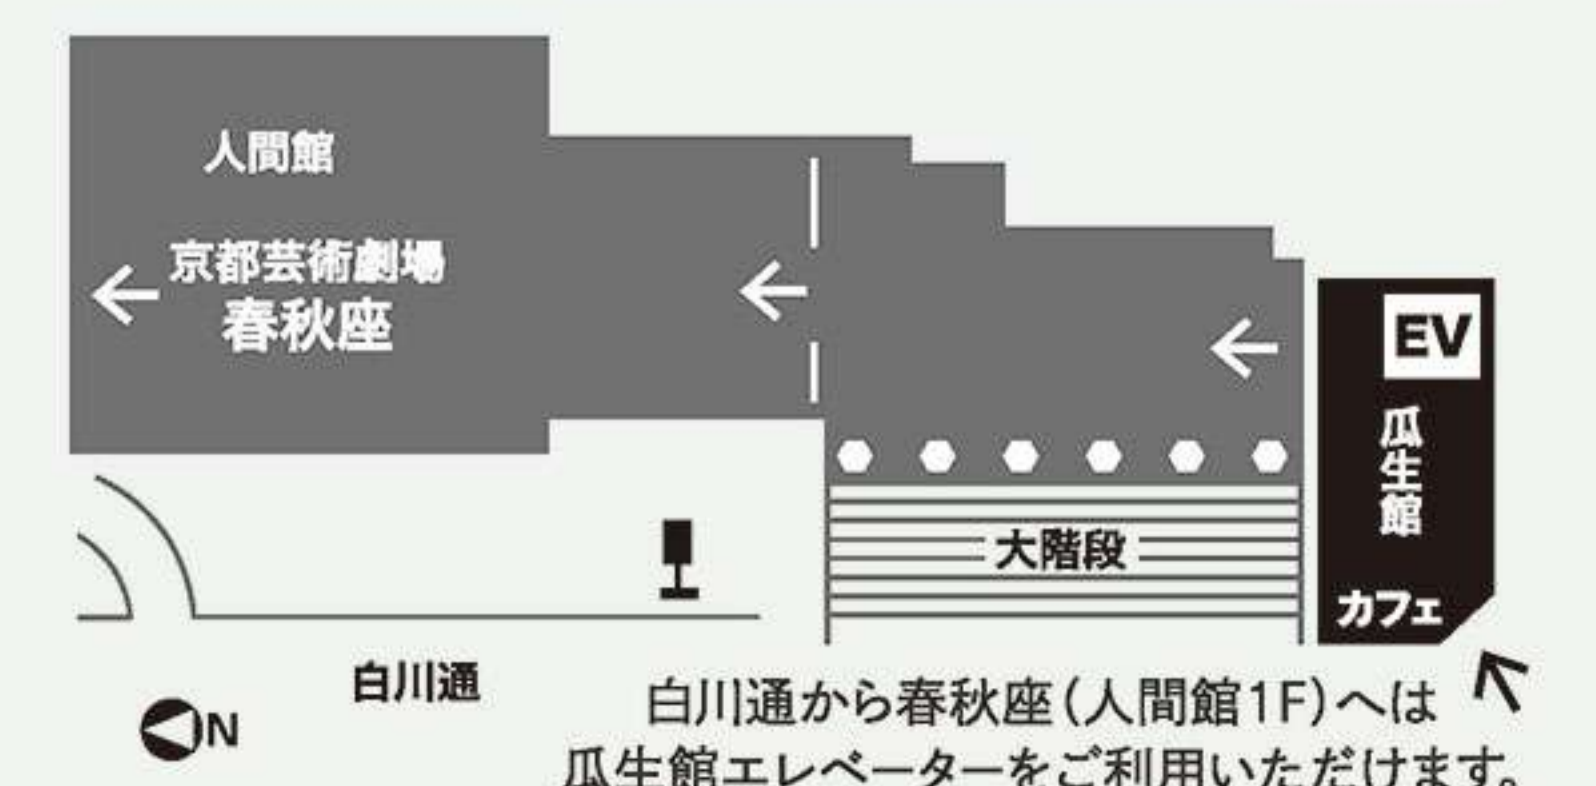 人間館
京都芸術劇場
春秋座
EV
瓜生館
カフェ
大階段
白川通
N
白川通から春秋座(人間館1F)へは
瓜生館エレベーターをご利用いただけます。